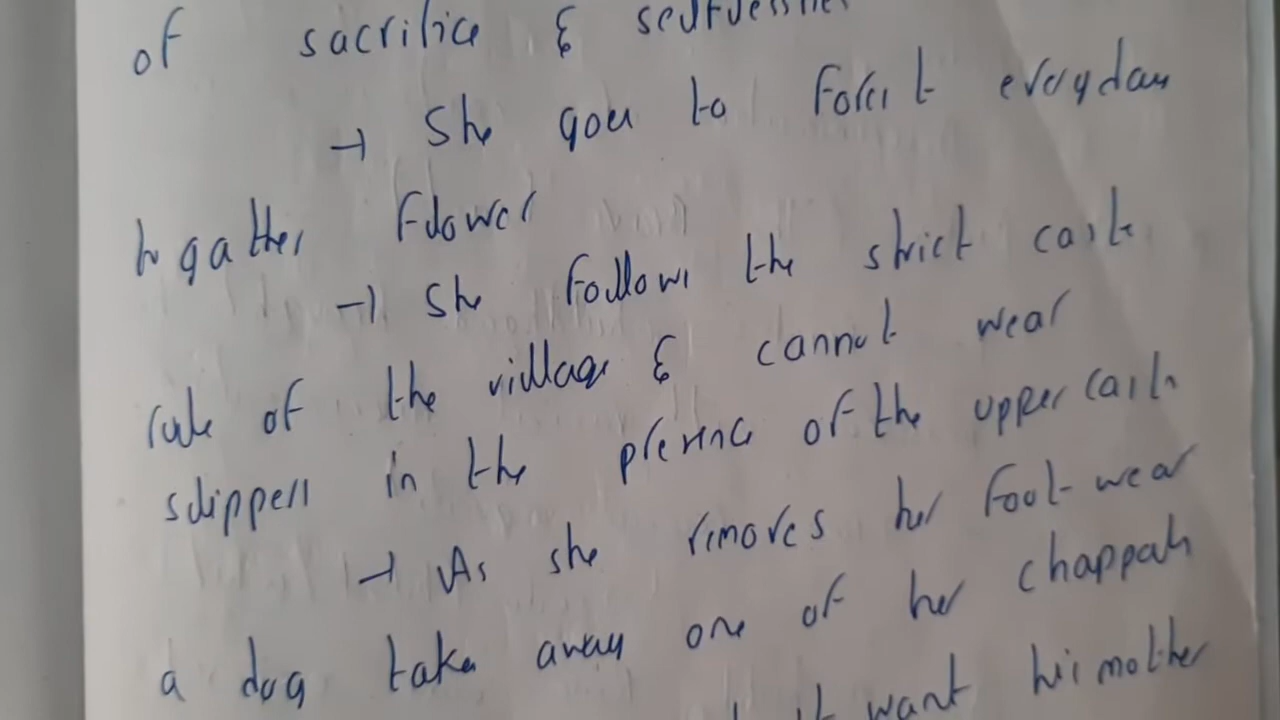 of sacrifice &
→ She goes to Forest everyday
to gather Flower
→ She follows the strict caste
rule of the village & cannot wear
slippers in the presence of the upper caste
→ As she removes her Foot-wear
a dog takes away one of her chappals
it want his mother